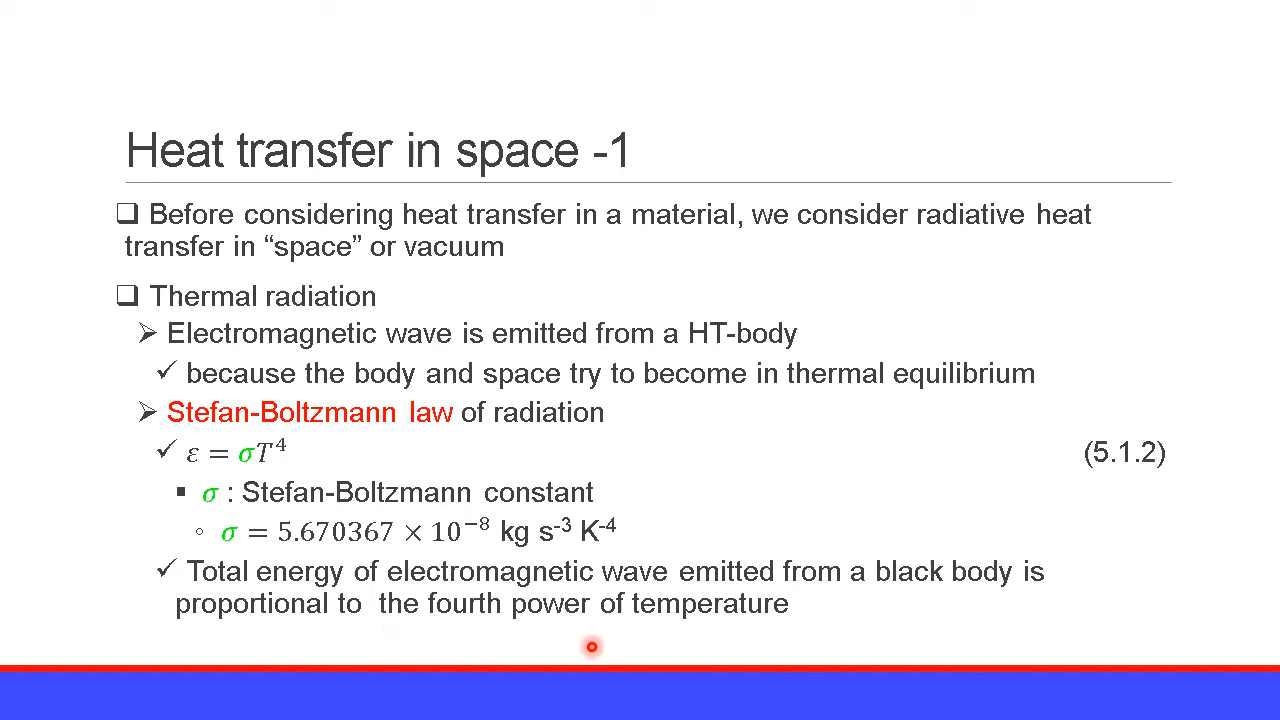 Heat transfer in space -1
❑ Before considering heat transfer in a material, we consider radiative heat
transfer in “space” or vacuum
❑ Thermal radiation
➢ Electromagnetic wave is emitted from a HT-body
✓ because the body and space try to become in thermal equilibrium
➢ Stefan-Boltzmann law of radiation
✓ 𝜀 = 𝜎𝑇⁴ (5.1.2)
▪ 𝜎 : Stefan-Boltzmann constant
◦ 𝜎 = 5.670367 × 10⁻⁸ kg s⁻³ K⁻⁴
✓ Total energy of electromagnetic wave emitted from a black body is
proportional to the fourth power of temperature